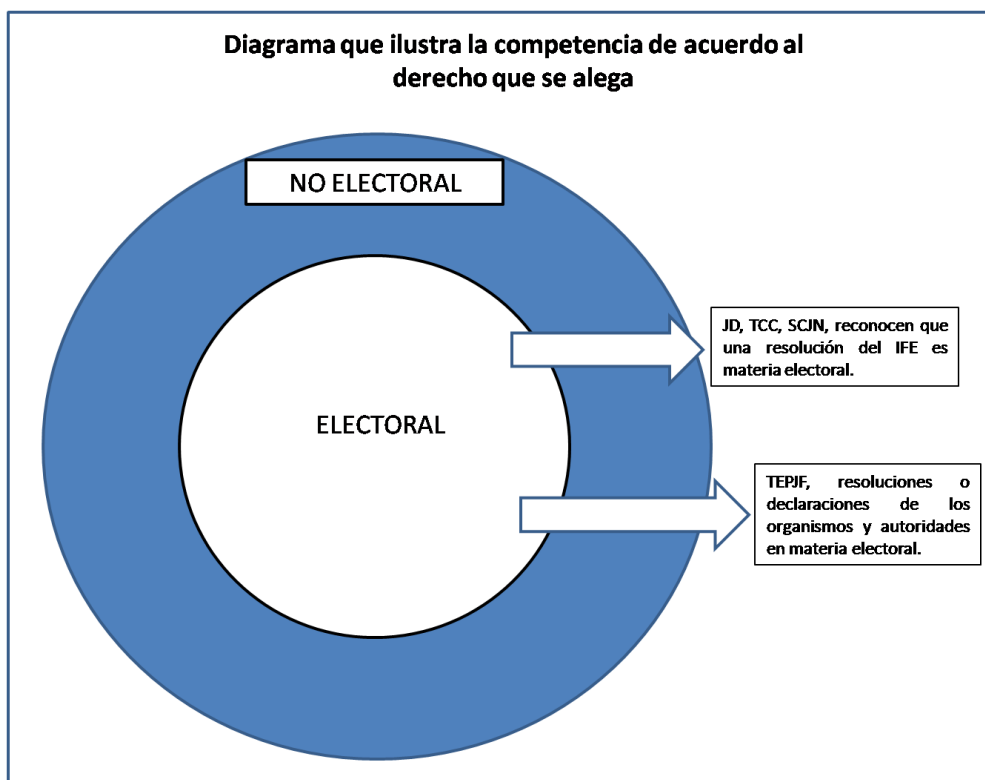 Diagrama que ilustra la competencia de acuerdo al
derecho que se alega
NO ELECTORAL
JD, TCC, SCJN, reconocen que
una resolución del IFE es
materia electoral.
ELECTORAL
TEPJF, resoluciones o
declaraciones de los
organismos y autoridades
en materia electoral.